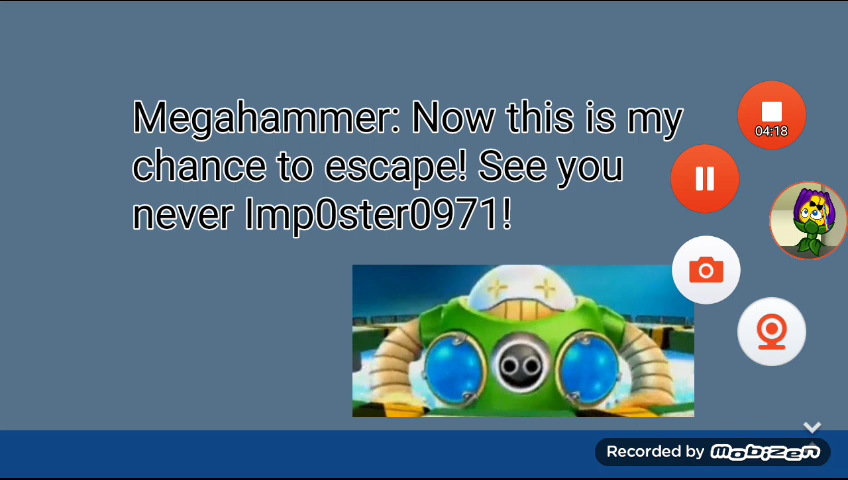 Megahammer: Now this is my
chance to escape! See you
never Imp0ster0971!
04:18
Recorded by Mobizen